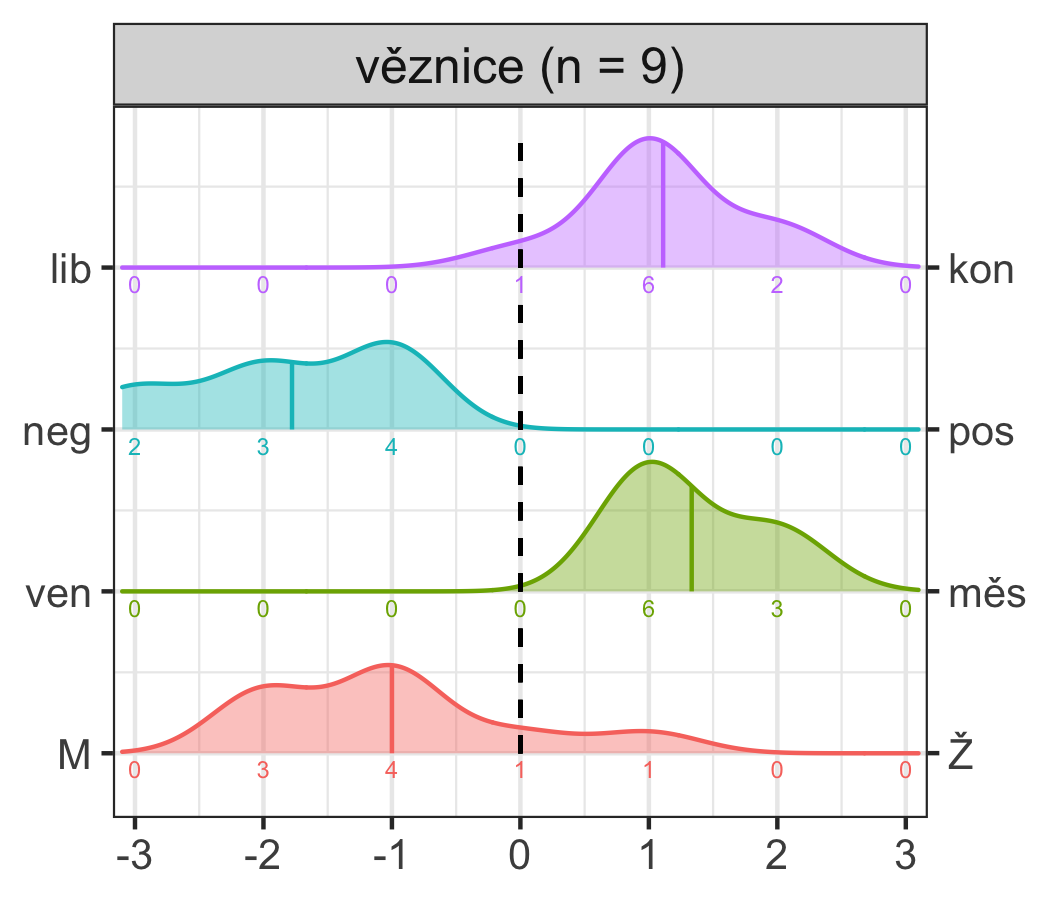 věznice (n = 9)
lib kon
0 0 0 1 6 2 0
neg pos
2 3 4 0 0 0 0
ven měs
0 0 0 0 6 3 0
M Ž
0 3 4 1 1 0 0
-3 -2 -1 0 1 2 3